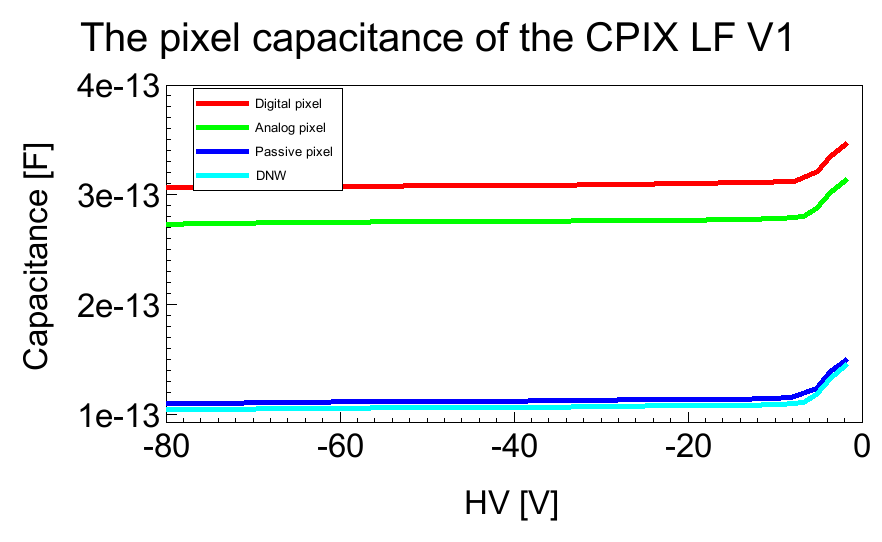 The pixel capacitance of the CPIX LF V1
4e-13
3e-13
2e-13
1e-13
Capacitance [F]
Digital pixel
Analog pixel
Passive pixel
DNW
-80
-60
-40
-20
0
HV [V]